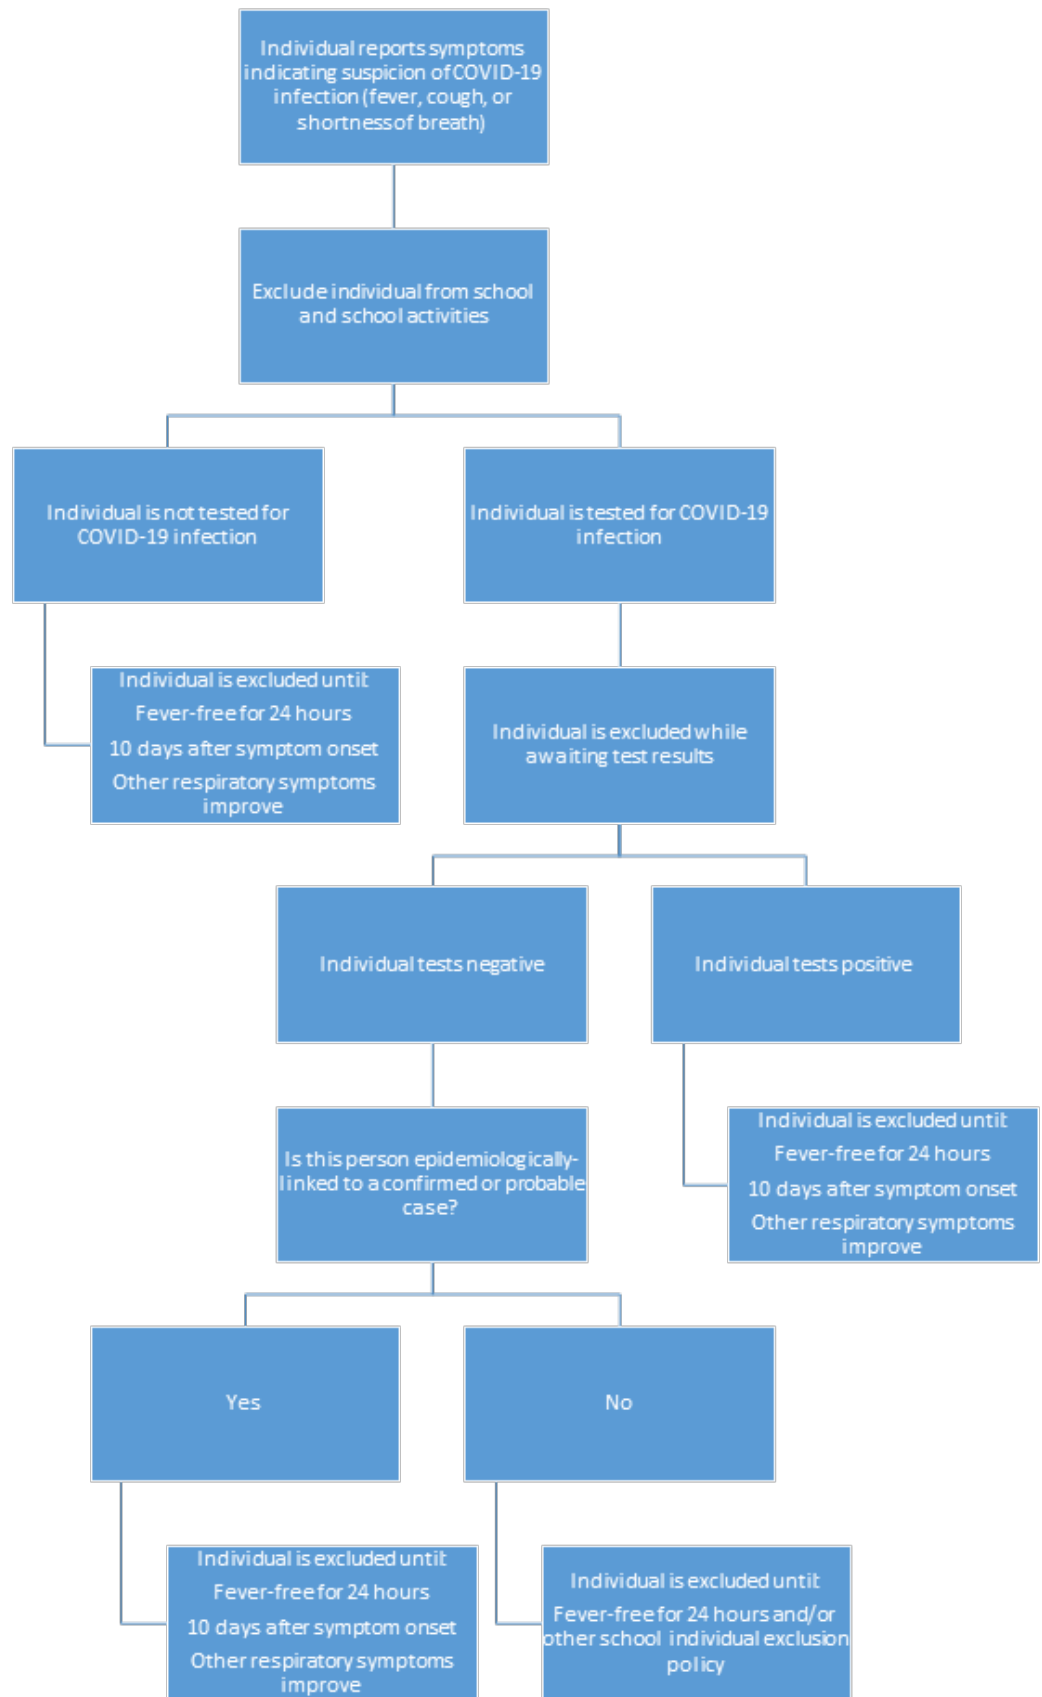 Individual reports symptoms
indicating suspicion of COVID-19
infection (fever, cough, or
shortness of breath)
Exclude individual from school
and school activities
Individual is not tested for
COVID-19 infection
Individual is tested for COVID-19
infection
Individual is excluded until:
Fever-free for 24 hours
10 days after symptom onset
Other respiratory symptoms
improve
Individual is excluded while
awaiting test results
Individual tests negative
Individual tests positive
Is this person epidemiologically-
linked to a confirmed or probable
case?
Individual is excluded until:
Fever-free for 24 hours
10 days after symptom onset
Other respiratory symptoms
improve
Yes
No
Individual is excluded until:
Fever-free for 24 hours
10 days after symptom onset
Other respiratory symptoms
improve
Individual is excluded until:
Fever-free for 24 hours and/or
other school individual exclusion
policy